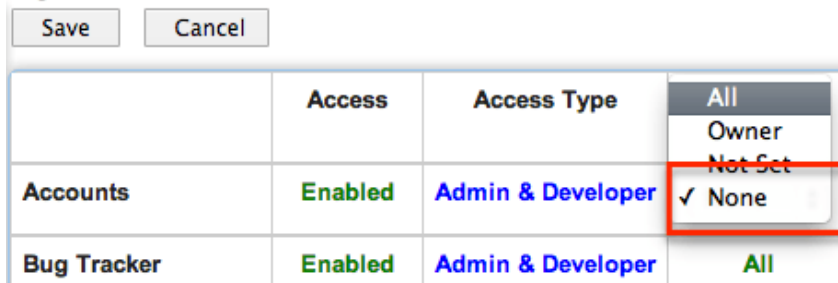 Save Cancel
Access Access Type All
Owner
Not Set
Accounts Enabled Admin & Developer ✓ None
Bug Tracker Enabled Admin & Developer All